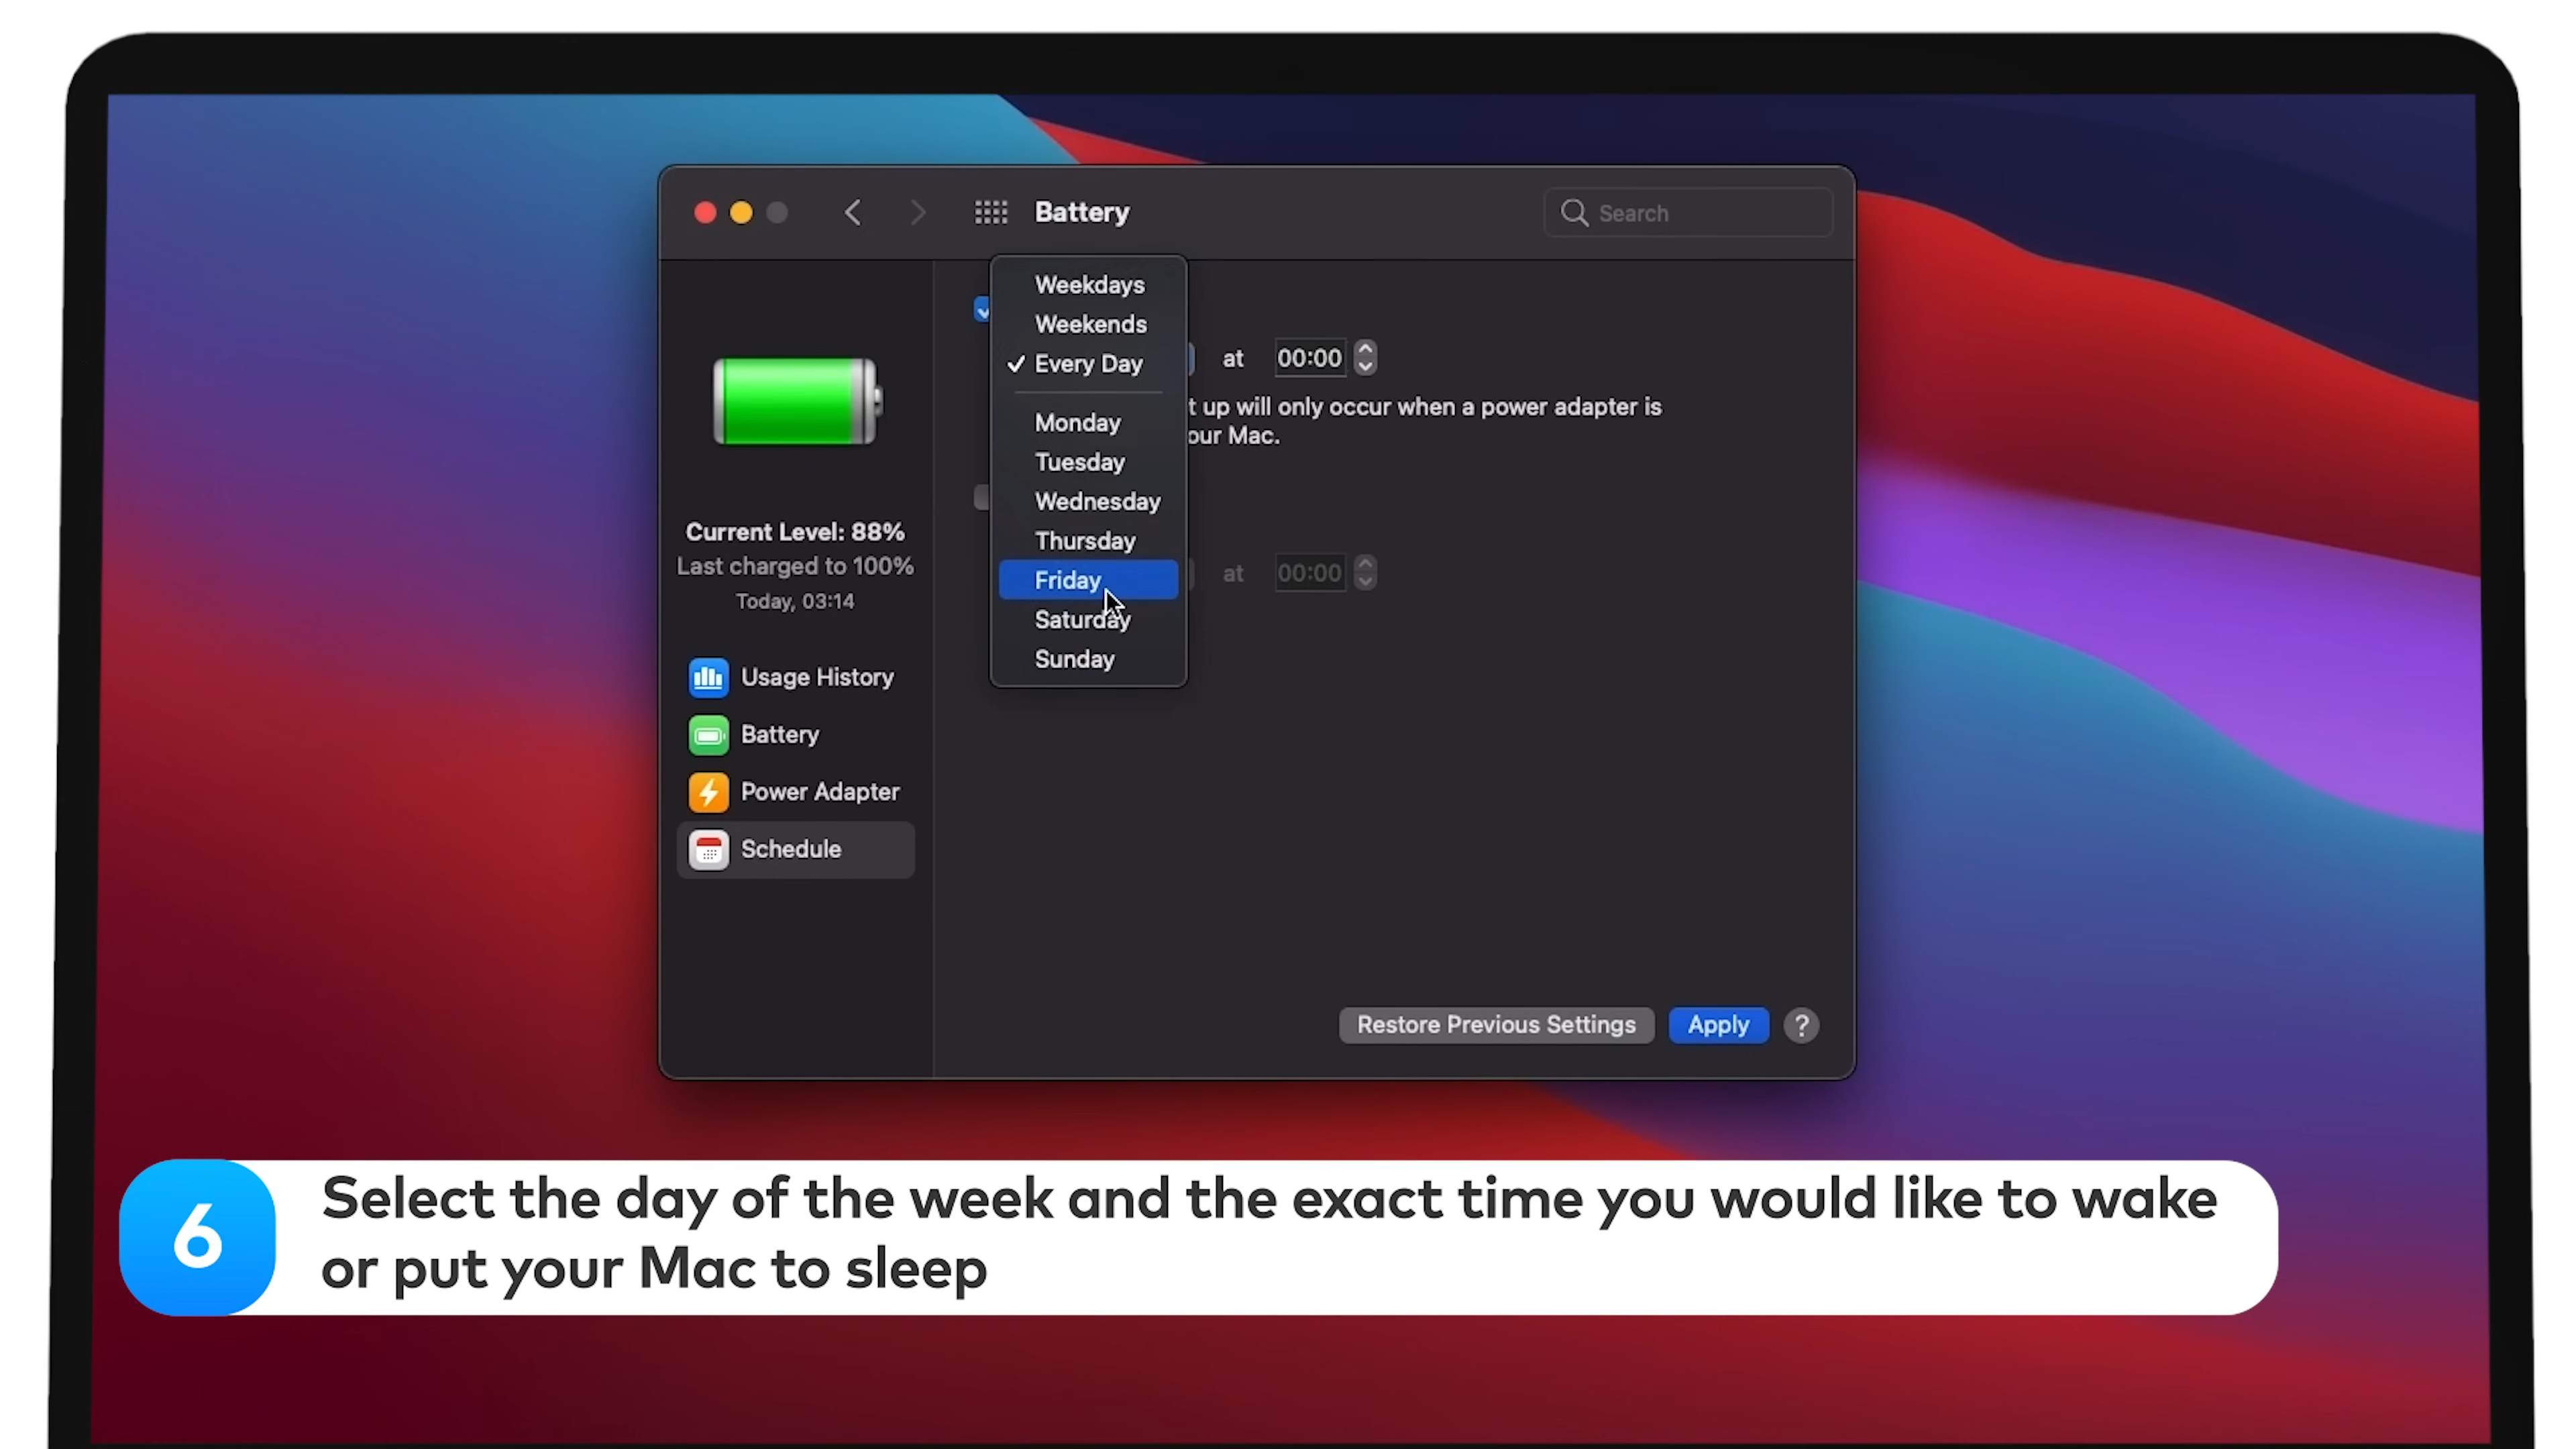 Battery
Search
Weekdays
Weekends
✓ Every Day
at 00:00
t up will only occur when a power adapter is
our Mac.
Monday
Tuesday
Wednesday
Thursday
Friday
Saturday
Sunday
at 00:00
Current Level: 88%
Last charged to 100%
Today, 03:14
Usage History
Battery
Power Adapter
Schedule
Restore Previous Settings
Apply
?
6
Select the day of the week and the exact time you would like to wake
or put your Mac to sleep